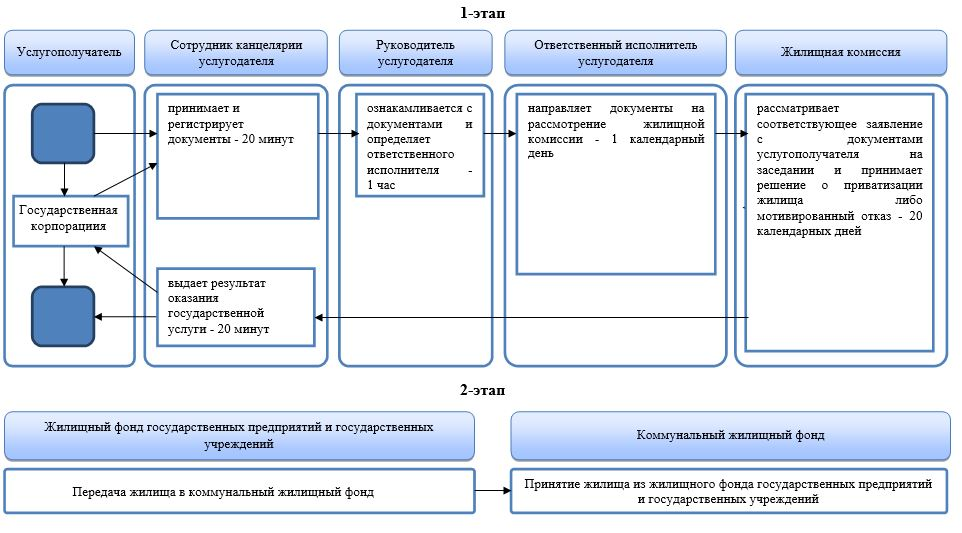 1-этап
Услугополучатель
Сотрудник канцелярии
услугодателя
Руководитель
услугодателя
Ответственный исполнитель
услугодателя
Жилищная комиссия
принимает и
регистрирует
документы - 20 минут
ознакамливается с
документами и
определяет
ответственного
исполнителя -
1 час
направляет документы на
рассмотрение жилищной
комиссии - 1 календарный
день
рассматривает
соответствующее заявление
с документами
услугополучателя на
заседании и принимает
решение о приватизации
жилища либо
мотивированный отказ - 20
календарных дней
Государственная
корпорациия
выдает результат
оказания
государственной
услуги - 20 минут
2-этап
Жилищный фонд государственных предприятий и государственных
учреждений
Коммунальный жилищный фонд
Передача жилища в коммунальный жилищный фонд
Принятие жилища из жилищного фонда государственных предприятий
и государственных учреждений